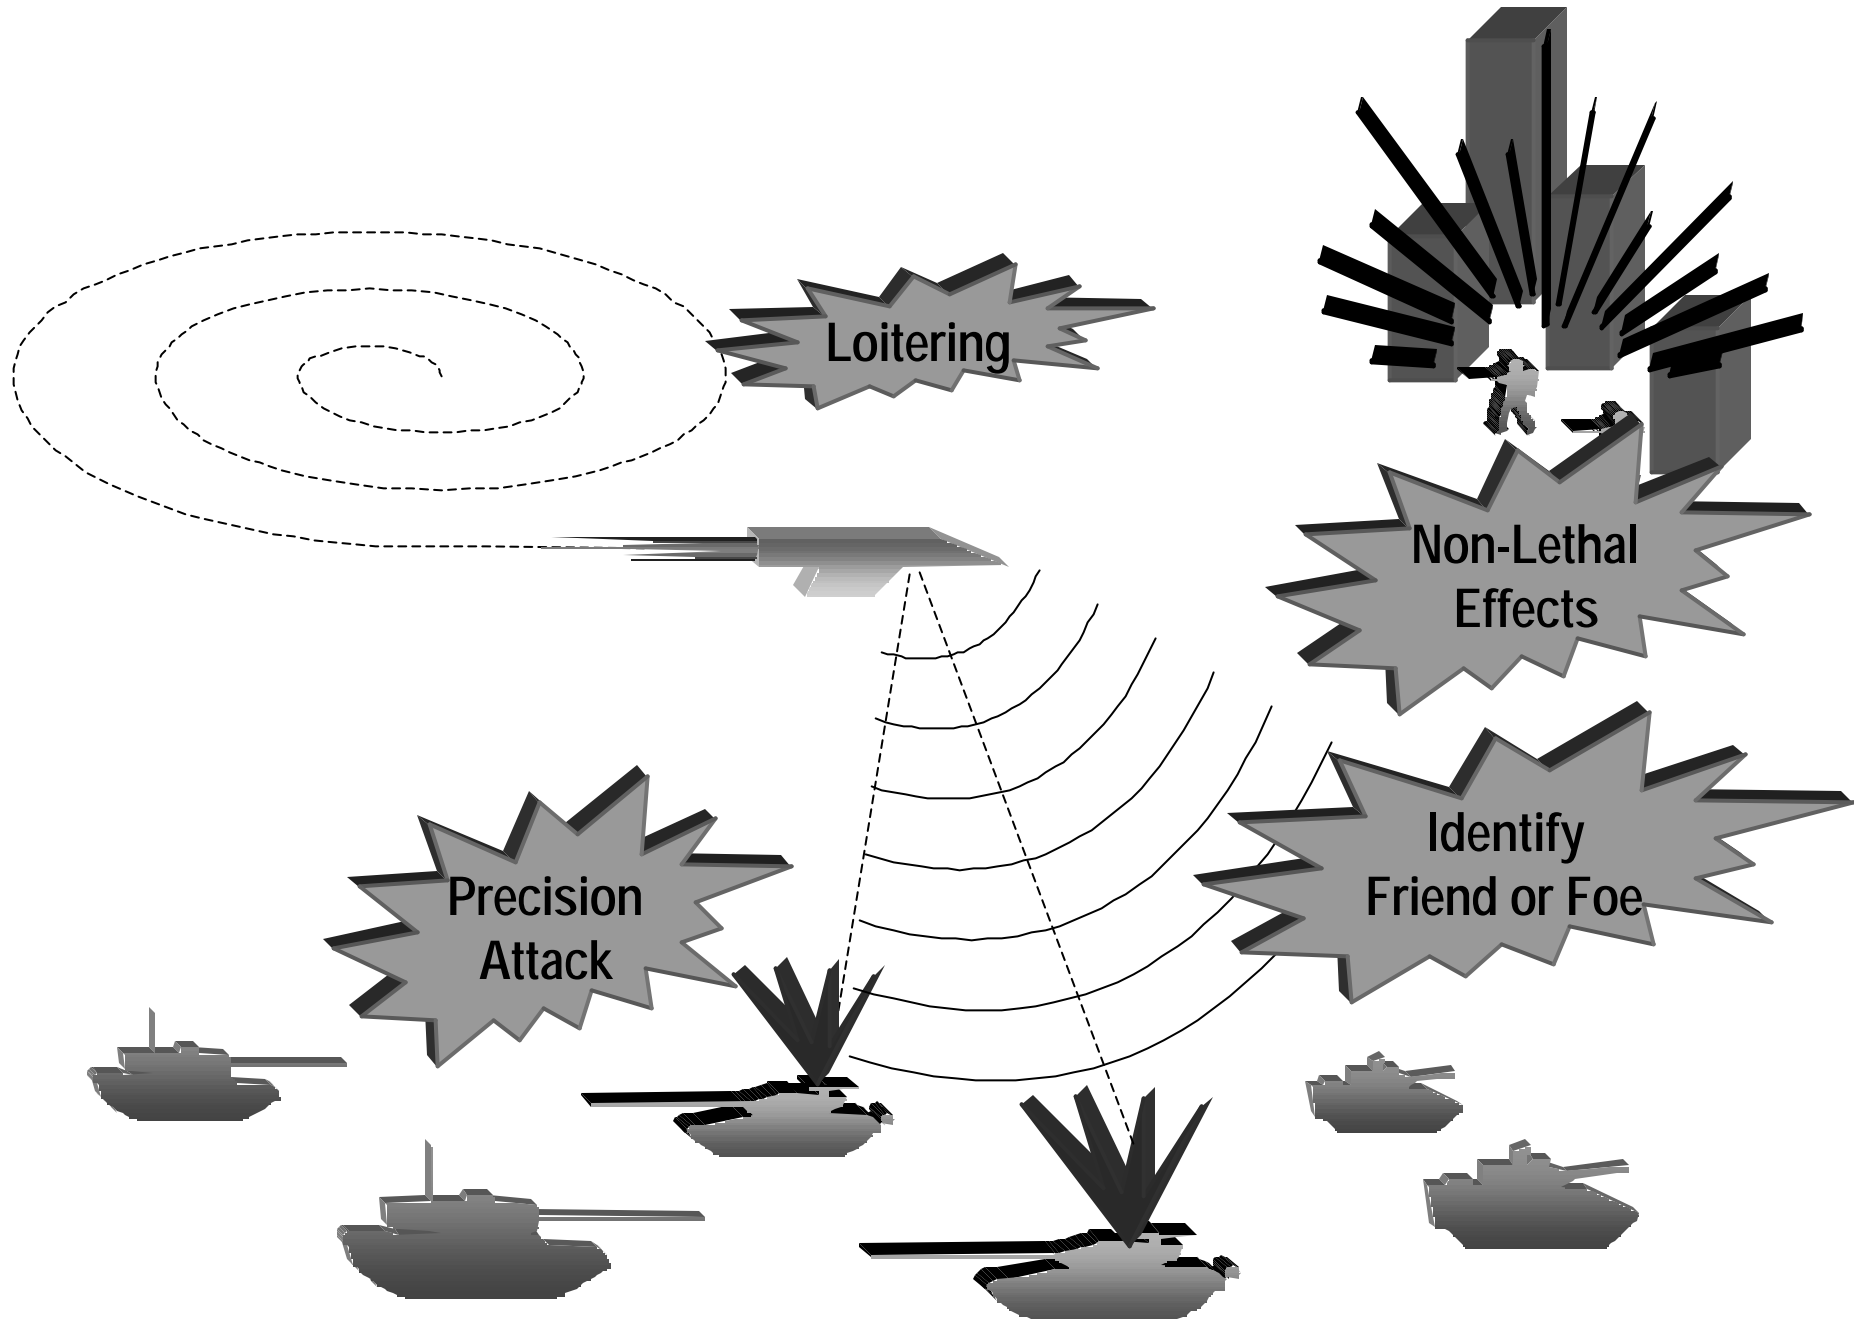 Loitering
Non-Lethal
Effects
Identify
Friend or Foe
Precision
Attack